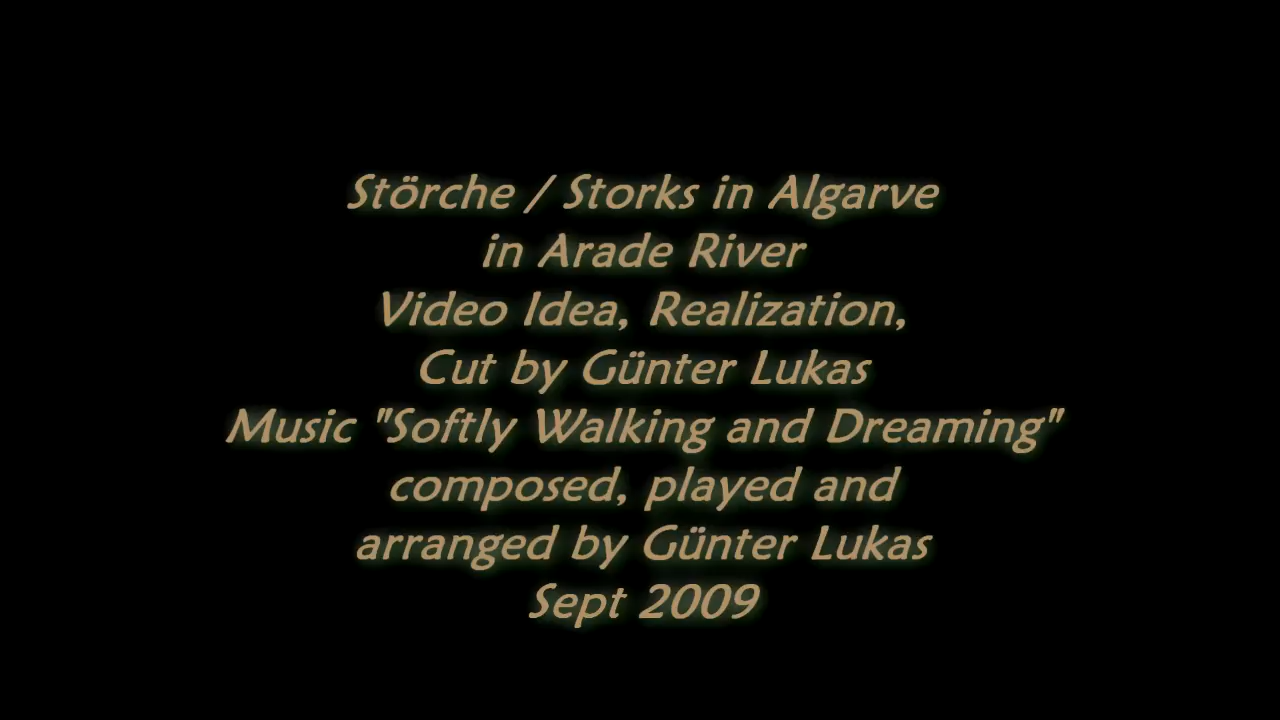 Störche / Storks in Algarve
in Arade River
Video Idea, Realization,
Cut by Günter Lukas
Music "Softly Walking and Dreaming"
composed, played and
arranged by Günter Lukas
Sept 2009